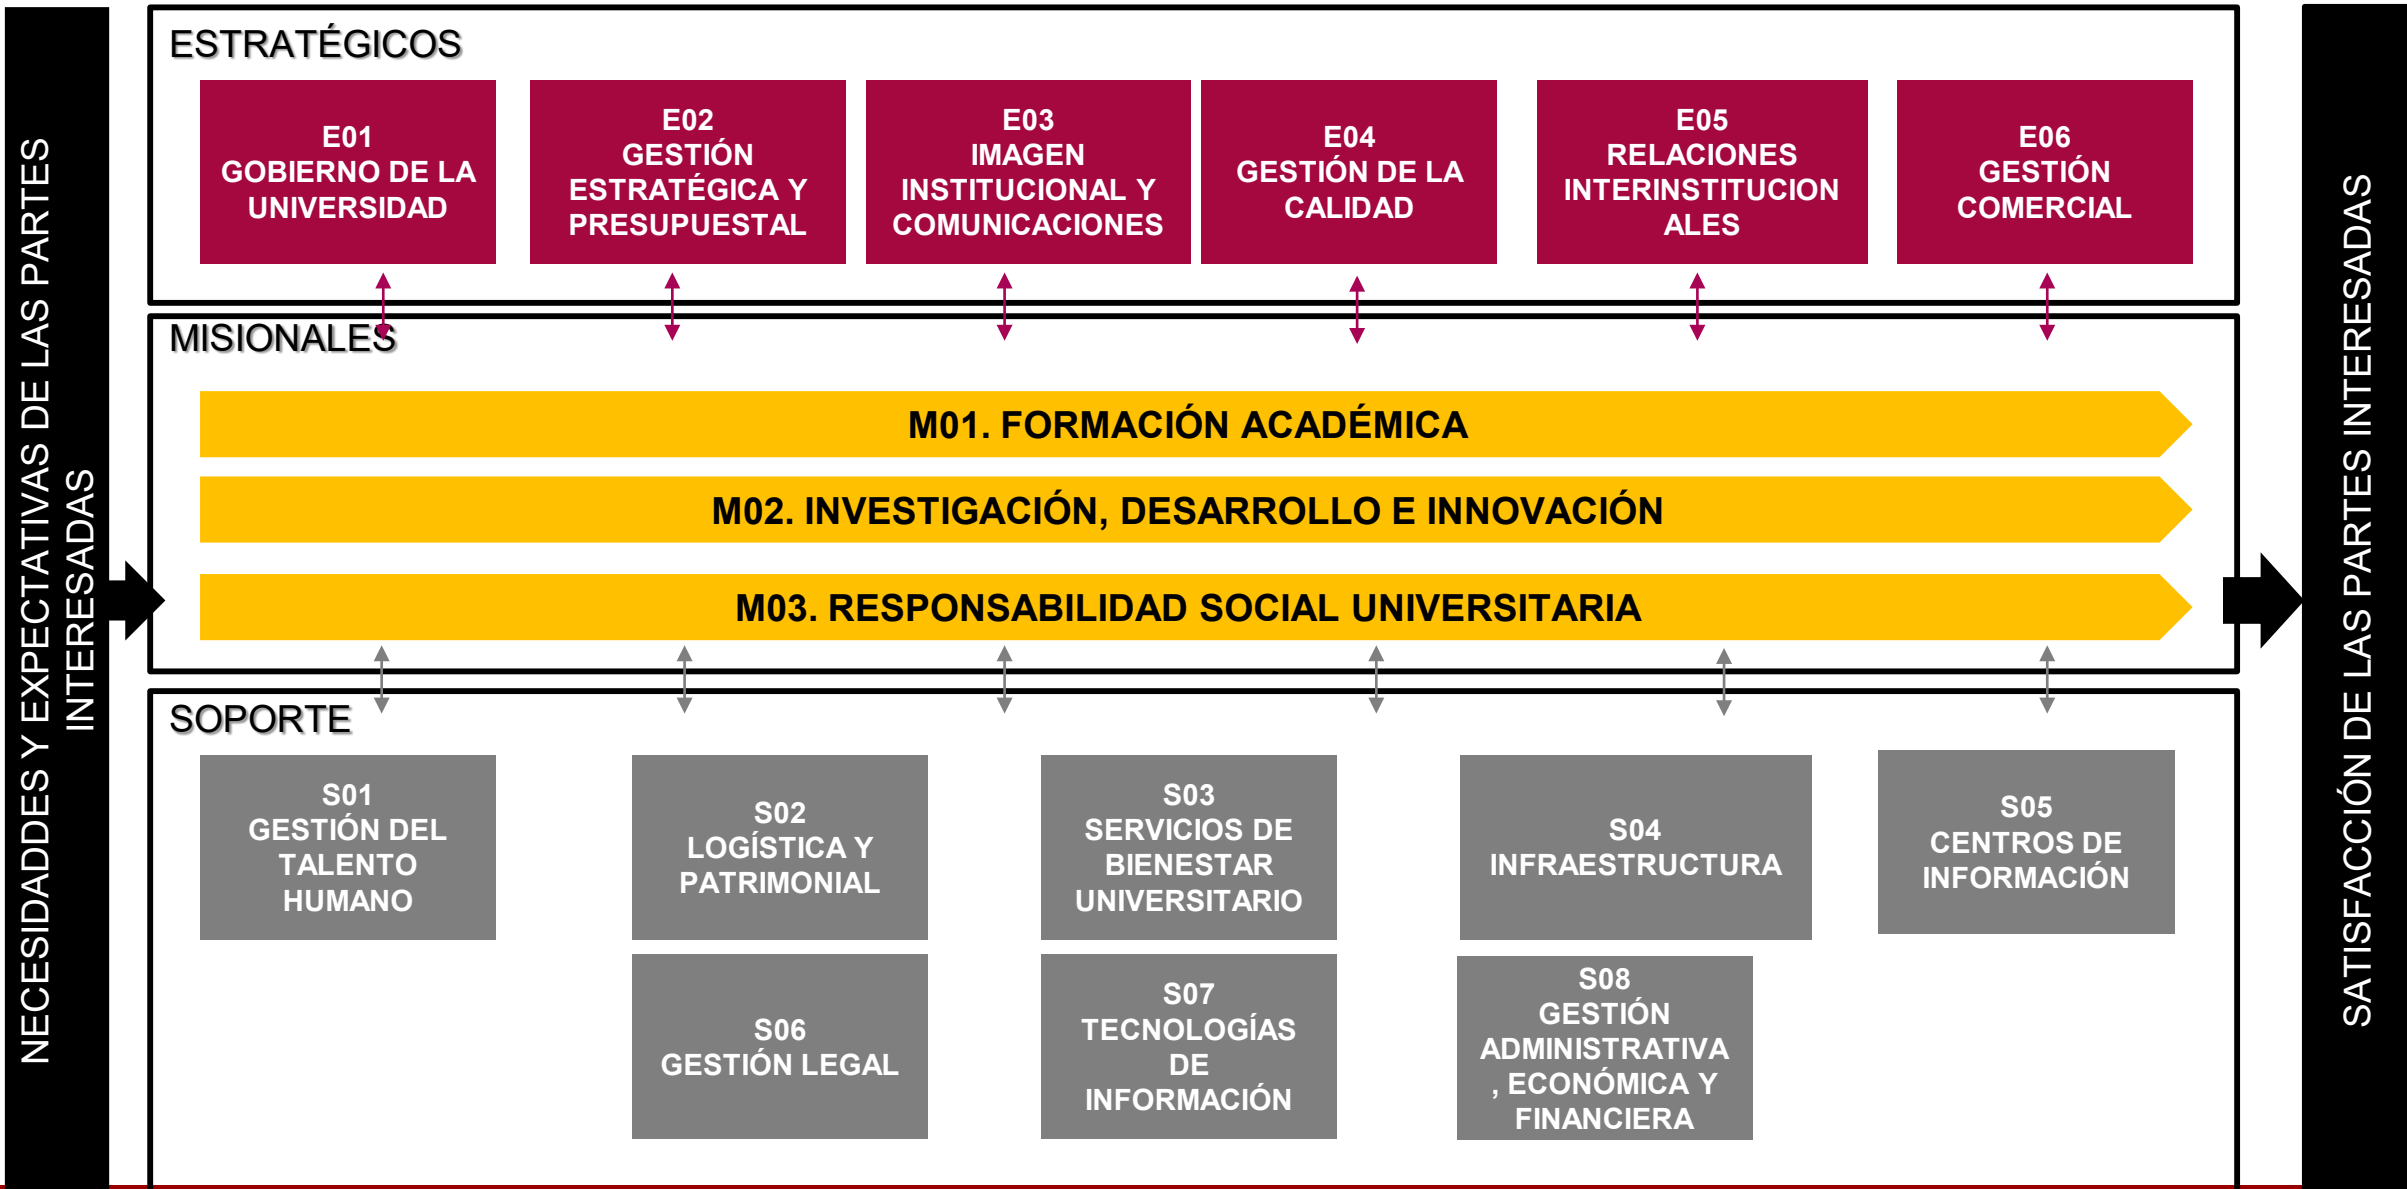 NECESIDADDES Y EXPECTATIVAS DE LAS PARTES
INTERESADAS
ESTRATÉGICOS
E01
GOBIERNO DE LA
UNIVERSIDAD
E02
GESTIÓN
ESTRATÉGICA Y
PRESUPUESTAL
E03
IMAGEN
INSTITUCIONAL Y
COMUNICACIONES
E04
GESTIÓN DE LA
CALIDAD
E05
RELACIONES
INTERINSTITUCION
ALES
E06
GESTIÓN
COMERCIAL
MISIONALES
M01. FORMACIÓN ACADÉMICA
M02. INVESTIGACIÓN, DESARROLLO E INNOVACIÓN
M03. RESPONSABILIDAD SOCIAL UNIVERSITARIA
SOPORTE
S01
GESTIÓN DEL
TALENTO
HUMANO
S02
LOGÍSTICA Y
PATRIMONIAL
S03
SERVICIOS DE
BIENESTAR
UNIVERSITARIO
S04
INFRAESTRUCTURA
S05
CENTROS DE
INFORMACIÓN
S06
GESTIÓN LEGAL
S07
TECNOLOGÍAS
DE
INFORMACIÓN
S08
GESTIÓN
ADMINISTRATIVA
, ECONÓMICA Y
FINANCIERA
SATISFACCIÓN DE LAS PARTES INTERESADAS